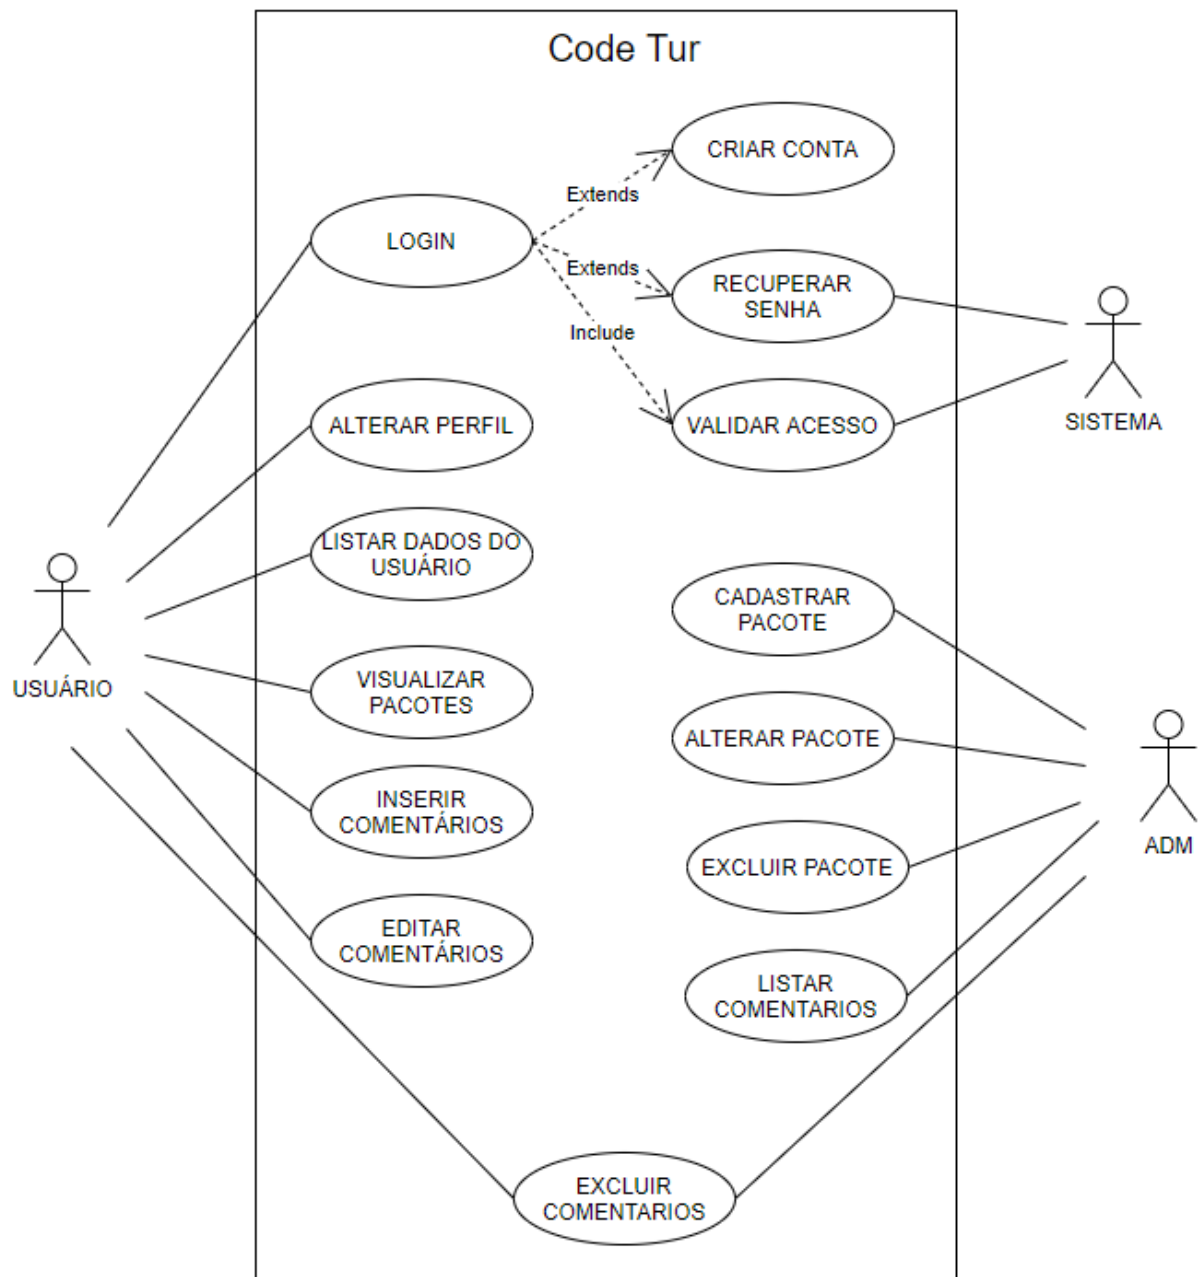 Code Tur
CRIAR CONTA
Extends
LOGIN
Extends
RECUPERAR
SENHA
Include
VALIDAR ACESSO
SISTEMA
ALTERAR PERFIL
LISTAR DADOS DO
USUÁRIO
CADASTRAR
PACOTE
USUÁRIO
VISUALIZAR
PACOTES
ALTERAR PACOTE
INSERIR
COMENTÁRIOS
EXCLUIR PACOTE
ADM
EDITAR
COMENTÁRIOS
LISTAR
COMENTARIOS
EXCLUIR
COMENTARIOS